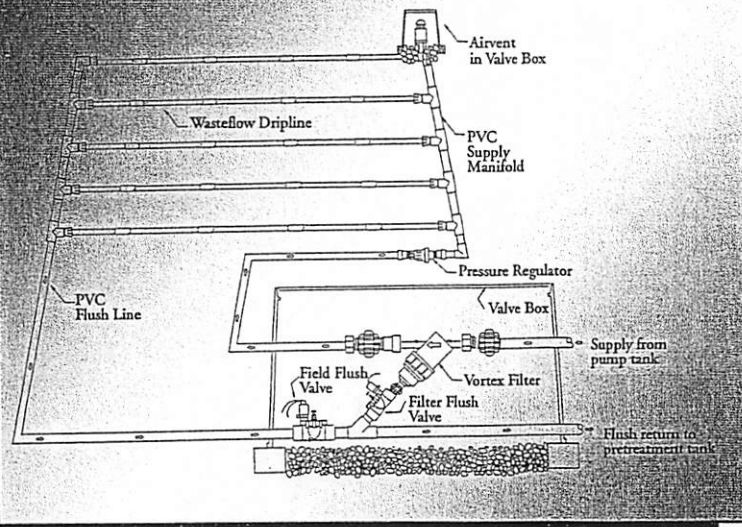 Airvent
in Valve Box
Wasteflow Dripline
PVC
Supply
Manifold
Pressure Regulator
PVC
Flush Line
Valve Box
Supply from
pump tank
Field Flush
Valve
Vortex Filter
Filter Flush
Valve
Flush return to
pretreatment tank